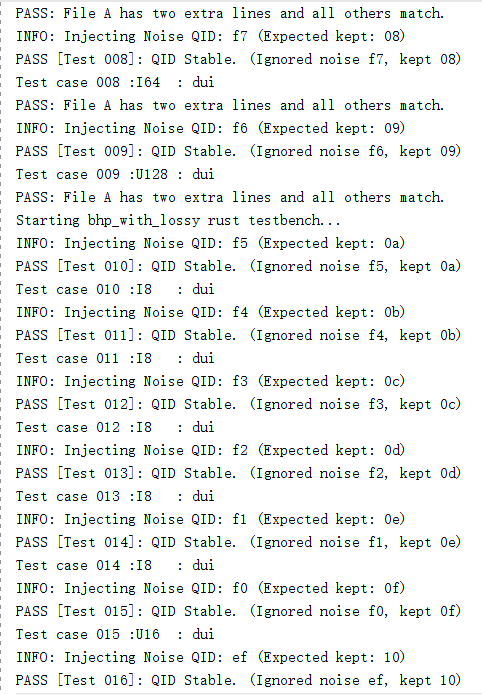 PASS: File A has two extra lines and all others match.
INFO: Injecting Noise QID: f7 (Expected kept: 08)
PASS [Test 008]: QID Stable. (Ignored noise f7, kept 08)
Test case 008 :I64  : dui
PASS: File A has two extra lines and all others match.
INFO: Injecting Noise QID: f6 (Expected kept: 09)
PASS [Test 009]: QID Stable. (Ignored noise f6, kept 09)
Test case 009 :U128 : dui
PASS: File A has two extra lines and all others match.
Starting bhp_with_lossy rust testbench...
INFO: Injecting Noise QID: f5 (Expected kept: 0a)
PASS [Test 010]: QID Stable. (Ignored noise f5, kept 0a)
Test case 010 :I8   : dui
INFO: Injecting Noise QID: f4 (Expected kept: 0b)
PASS [Test 011]: QID Stable. (Ignored noise f4, kept 0b)
Test case 011 :I8   : dui
INFO: Injecting Noise QID: f3 (Expected kept: 0c)
PASS [Test 012]: QID Stable. (Ignored noise f3, kept 0c)
Test case 012 :I8   : dui
INFO: Injecting Noise QID: f2 (Expected kept: 0d)
PASS [Test 013]: QID Stable. (Ignored noise f2, kept 0d)
Test case 013 :I8   : dui
INFO: Injecting Noise QID: f1 (Expected kept: 0e)
PASS [Test 014]: QID Stable. (Ignored noise f1, kept 0e)
Test case 014 :I8   : dui
INFO: Injecting Noise QID: f0 (Expected kept: 0f)
PASS [Test 015]: QID Stable. (Ignored noise f0, kept 0f)
Test case 015 :U16  : dui
INFO: Injecting Noise QID: ef (Expected kept: 10)
PASS [Test 016]: QID Stable. (Ignored noise ef, kept 10)